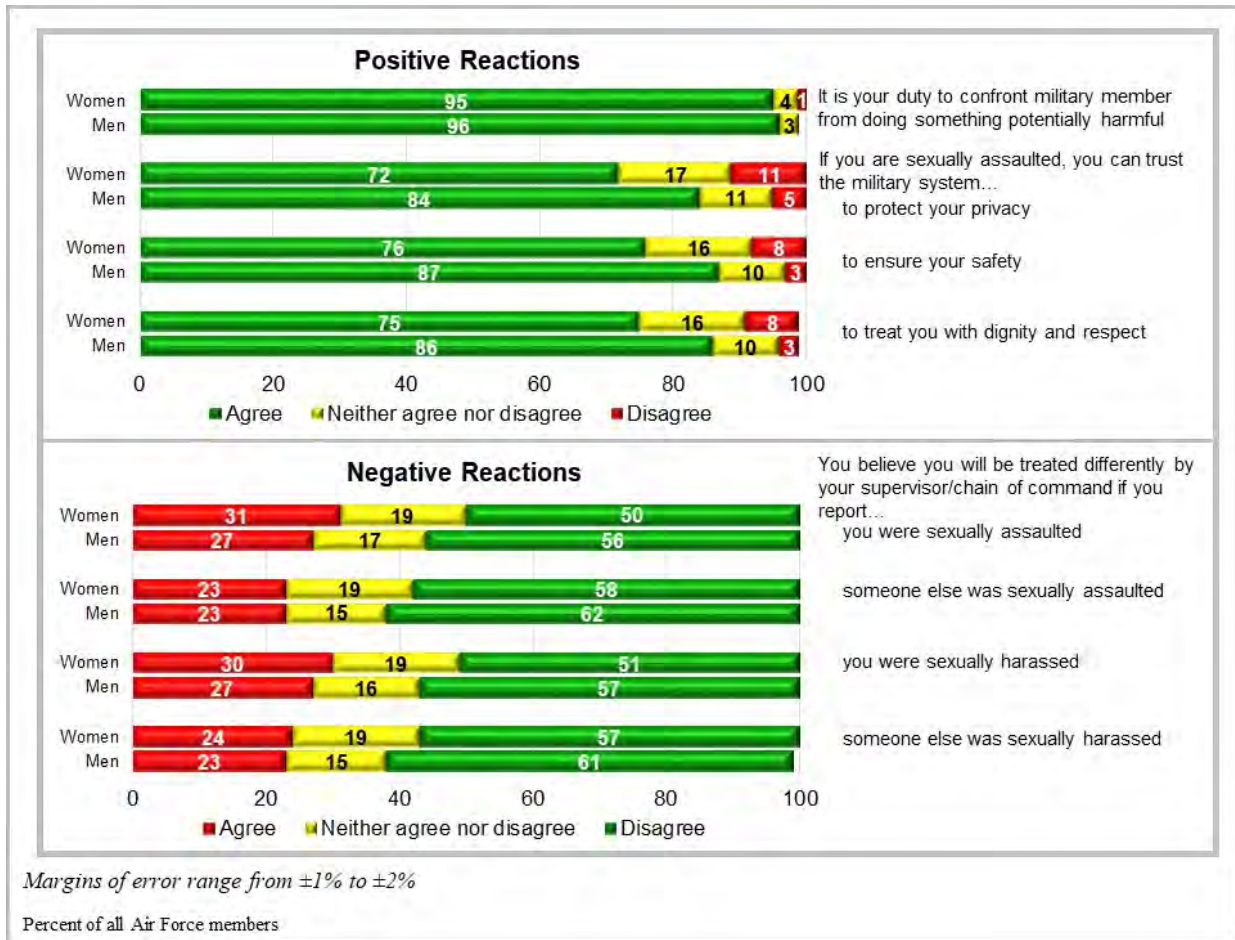 Positive Reactions
Women 95 4 1
Men 96 3
It is your duty to confront military member
from doing something potentially harmful
If you are sexually assaulted, you can trust
the military system…
Women 72 17 11
Men 84 11 5
to protect your privacy
Women 76 16 8
Men 87 10 3
to ensure your safety
Women 75 16 8
Men 86 10 3
to treat you with dignity and respect
0 20 40 60 80 100
Agree Neither agree nor disagree Disagree
Negative Reactions
You believe you will be treated differently by
your supervisor/chain of command if you
report…
Women 31 19 50
Men 27 17 56
you were sexually assaulted
Women 23 19 58
Men 23 15 62
someone else was sexually assaulted
Women 30 19 51
Men 27 16 57
you were sexually harassed
Women 24 19 57
Men 23 15 61
someone else was sexually harassed
0 20 40 60 80 100
Agree Neither agree nor disagree Disagree
Margins of error range from ±1% to ±2%
Percent of all Air Force members